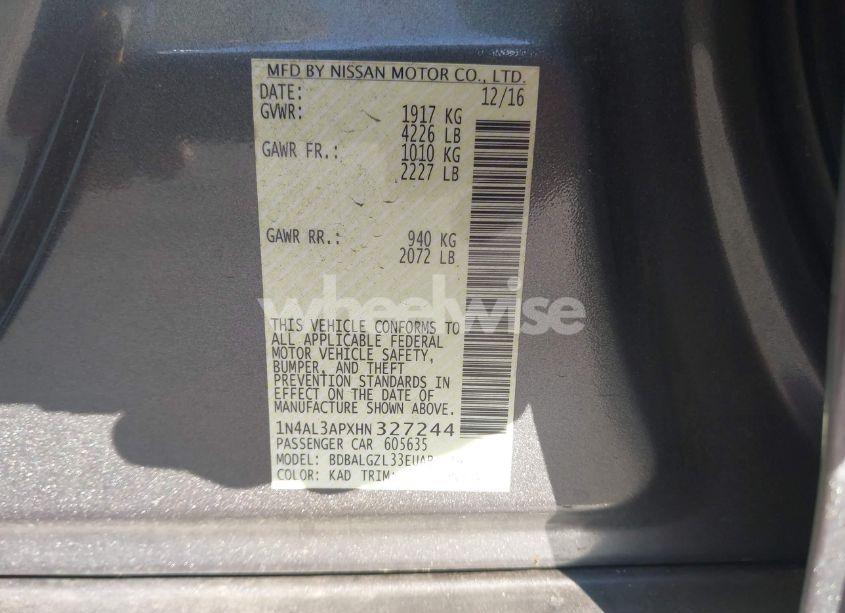 MFD BY NISSAN MOTOR CO., LTD.
DATE: 12/16
GVWR: 1917 KG
4226 LB
GAWR FR.: 1010 KG
2227 LB
GAWR RR.: 940 KG
2072 LB
wheelwise
THIS VEHICLE CONFORMS TO
ALL APPLICABLE FEDERAL
MOTOR VEHICLE SAFETY,
BUMPER, AND THEFT
PREVENTION STANDARDS IN
EFFECT ON THE DATE OF
MANUFACTURE SHOWN ABOVE.
1N4AL3APXHN327244
PASSENGER CAR 605635
MODEL:
COLOR: KAD TRIM: